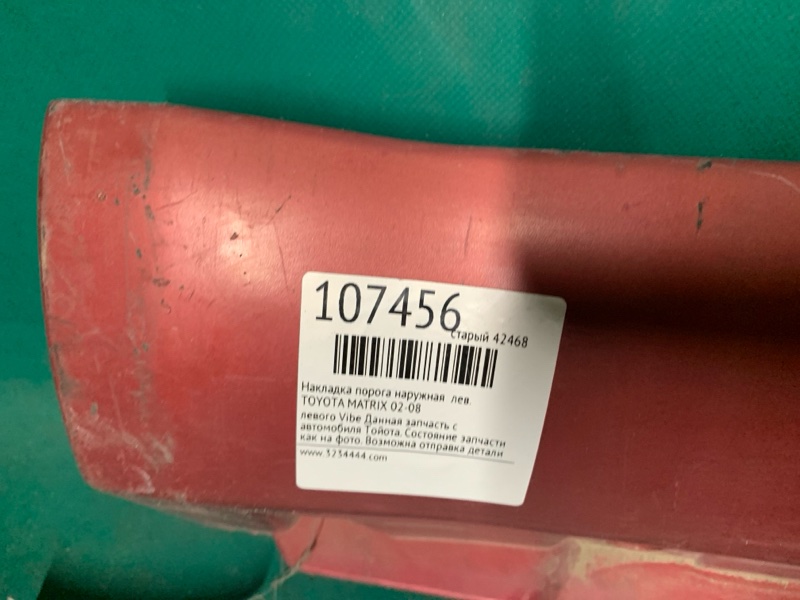 107456
старый 42468
Накладка порога наружная лев.
TOYOTA MATRIX 02-08
левого Vibe Данная запчасть с
автомобиля Тойота. Состояние запчасти
как на фото. Возможна отправка детали
www.3234444.com